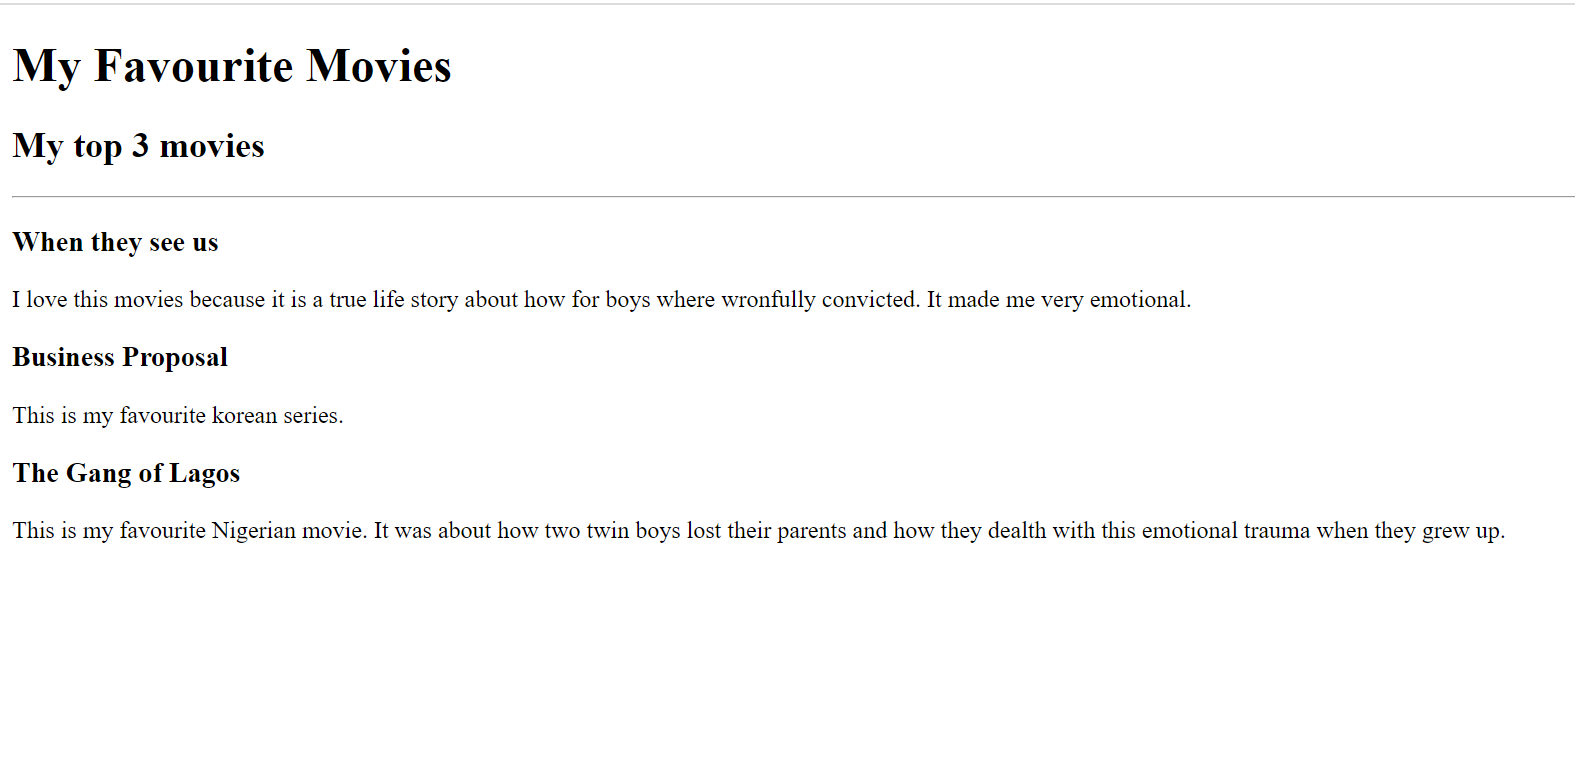 My Favourite Movies
My top 3 movies
When they see us
I love this movies because it is a true life story about how for boys where wronfully convicted. It made me very emotional.
Business Proposal
This is my favourite korean series.
The Gang of Lagos
This is my favourite Nigerian movie. It was about how two twin boys lost their parents and how they dealth with this emotional trauma when they grew up.